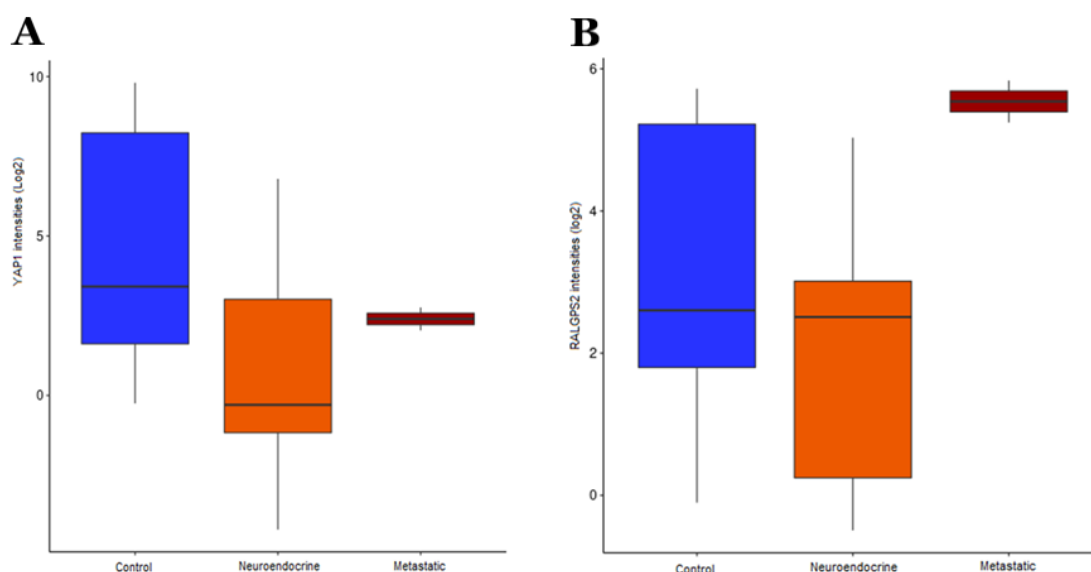 A
YAP1 intensities (Log2)
10
5
0
Control Neuroendocrine Metastatic
B
RALGPS2 intensities (log2)
6
4
2
0
Control Neuroendocrine Metastatic